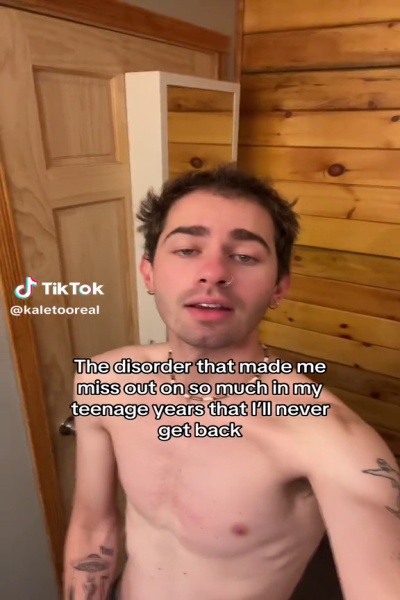 TikTok
@kaletooreal
The disorder that made me
miss out on so much in my
teenage years that I'll never
get back